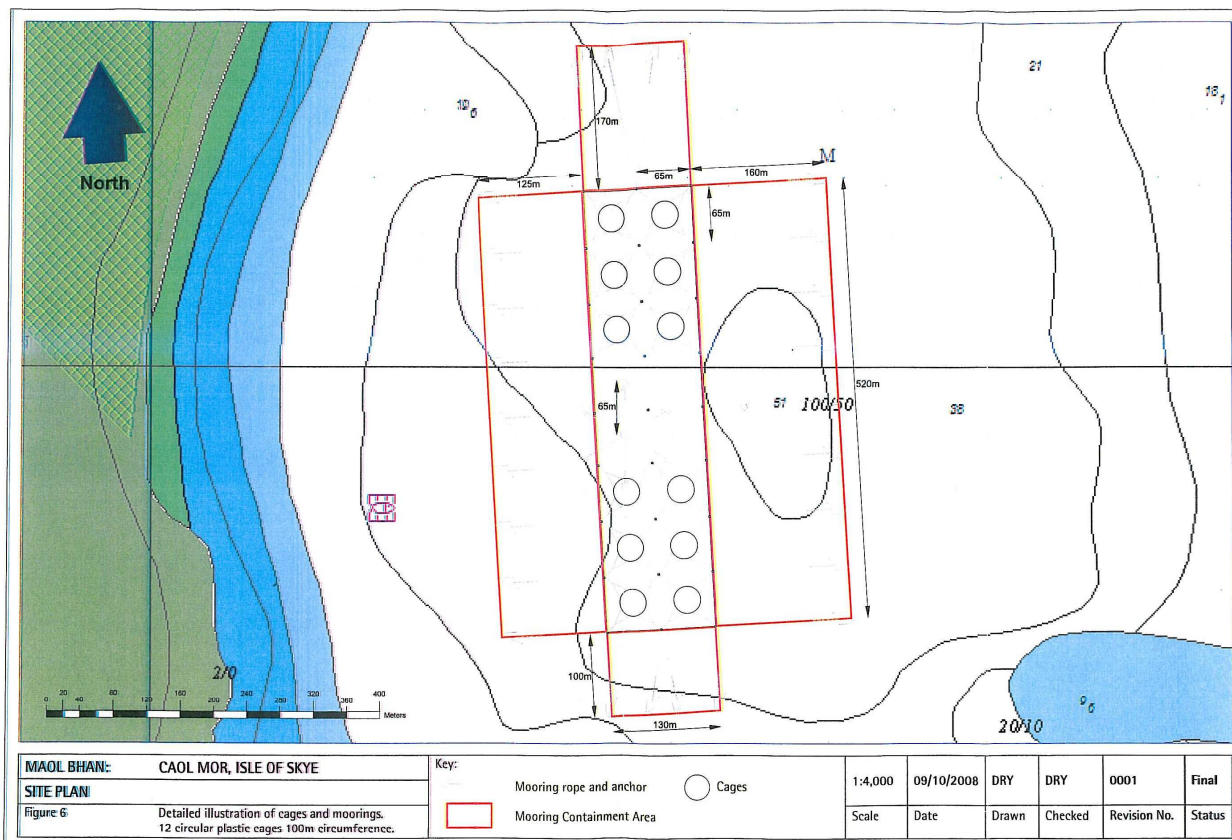 21
18₁
19₆
170m
M
65m
160m
125m
North
65m
520m
65m
51
100/50
38
2/0
100m
9₆
0 20 40 80 120 160 200 240 280 320 360 400
Meters
20/10
130m
MAOL BHAN: CAOL MOR, ISLE OF SKYE
SITE PLAN
Figure 6 Detailed illustration of cages and moorings.
12 circular plastic cages 100m circumference.
Key:
Mooring rope and anchor
Cages
Mooring Containment Area
1:4,000 09/10/2008 DRY DRY 0001 Final
Scale Date Drawn Checked Revision No. Status